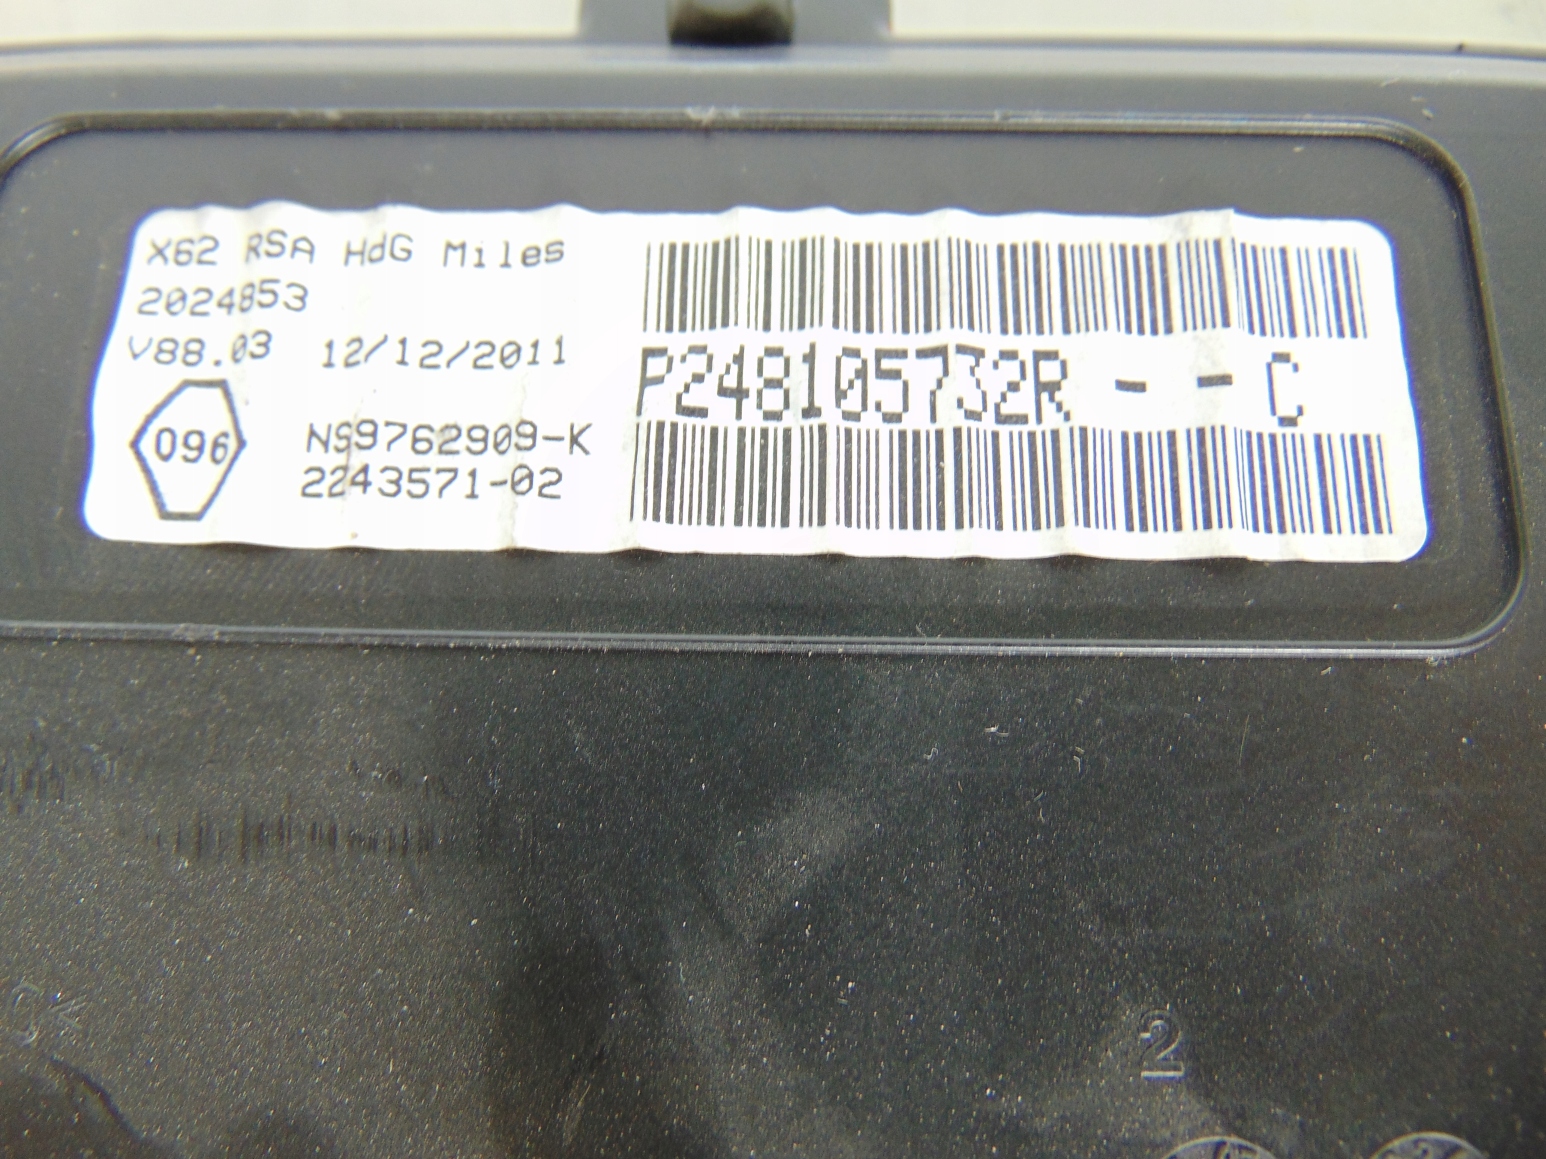 X62 RSA HdG Miles
2024853
V88.03 12/12/2011
096
NS9762909-K
2243571-02
P248105732R - - C
2